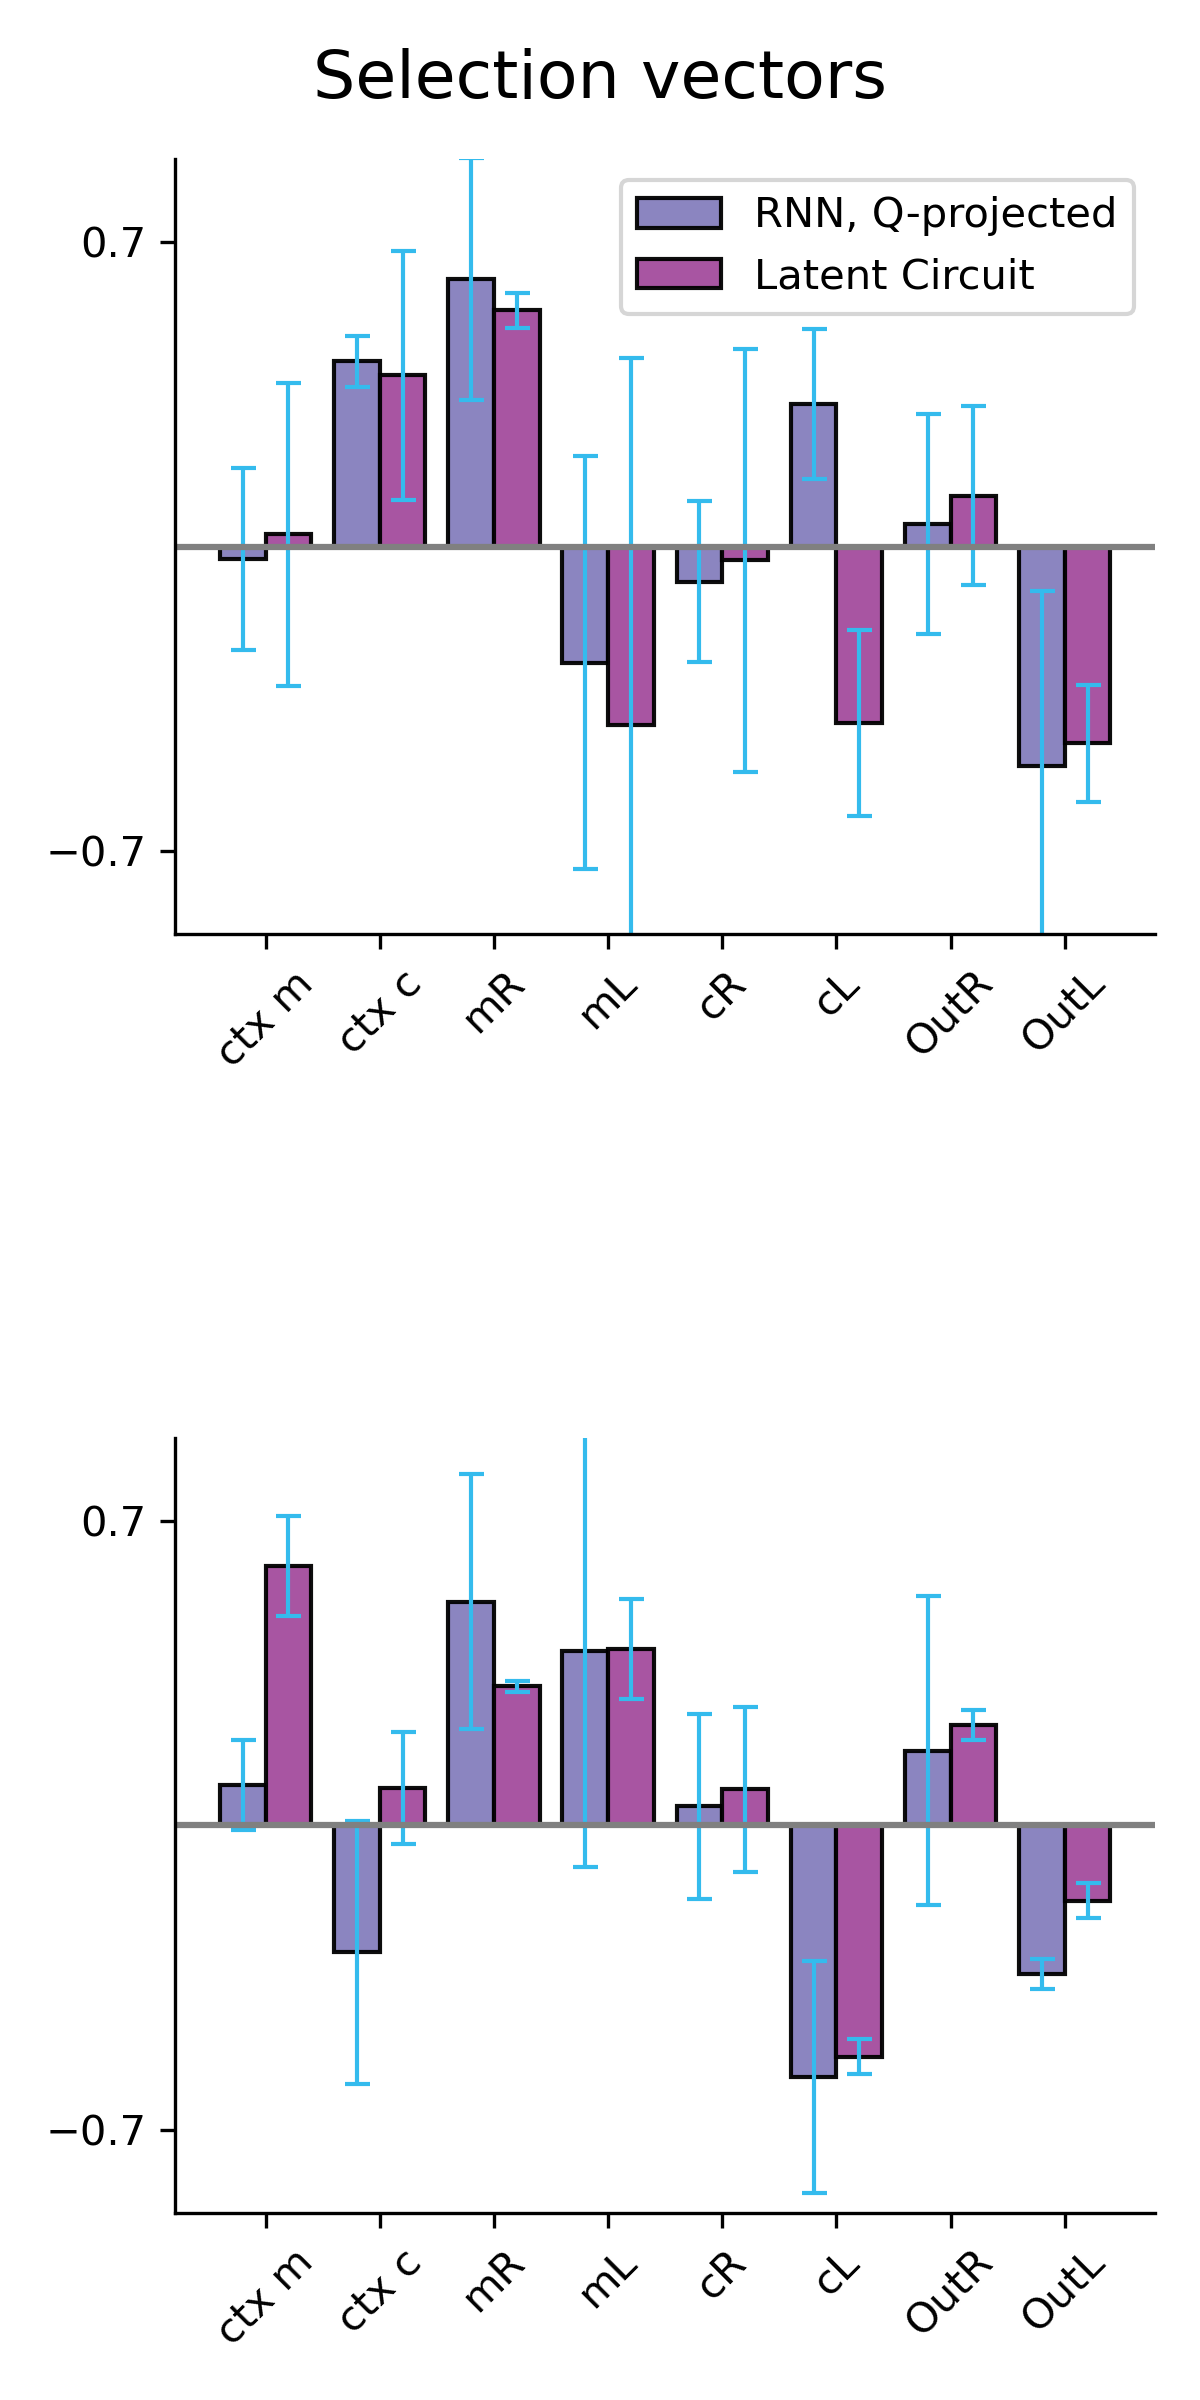 Selection vectors
RNN, Q-projected
Latent Circuit
0.7
−0.7
ctx m
ctx c
mR
mL
cR
cL
OutR
OutL
0.7
−0.7
ctx m
ctx c
mR
mL
cR
cL
OutR
OutL